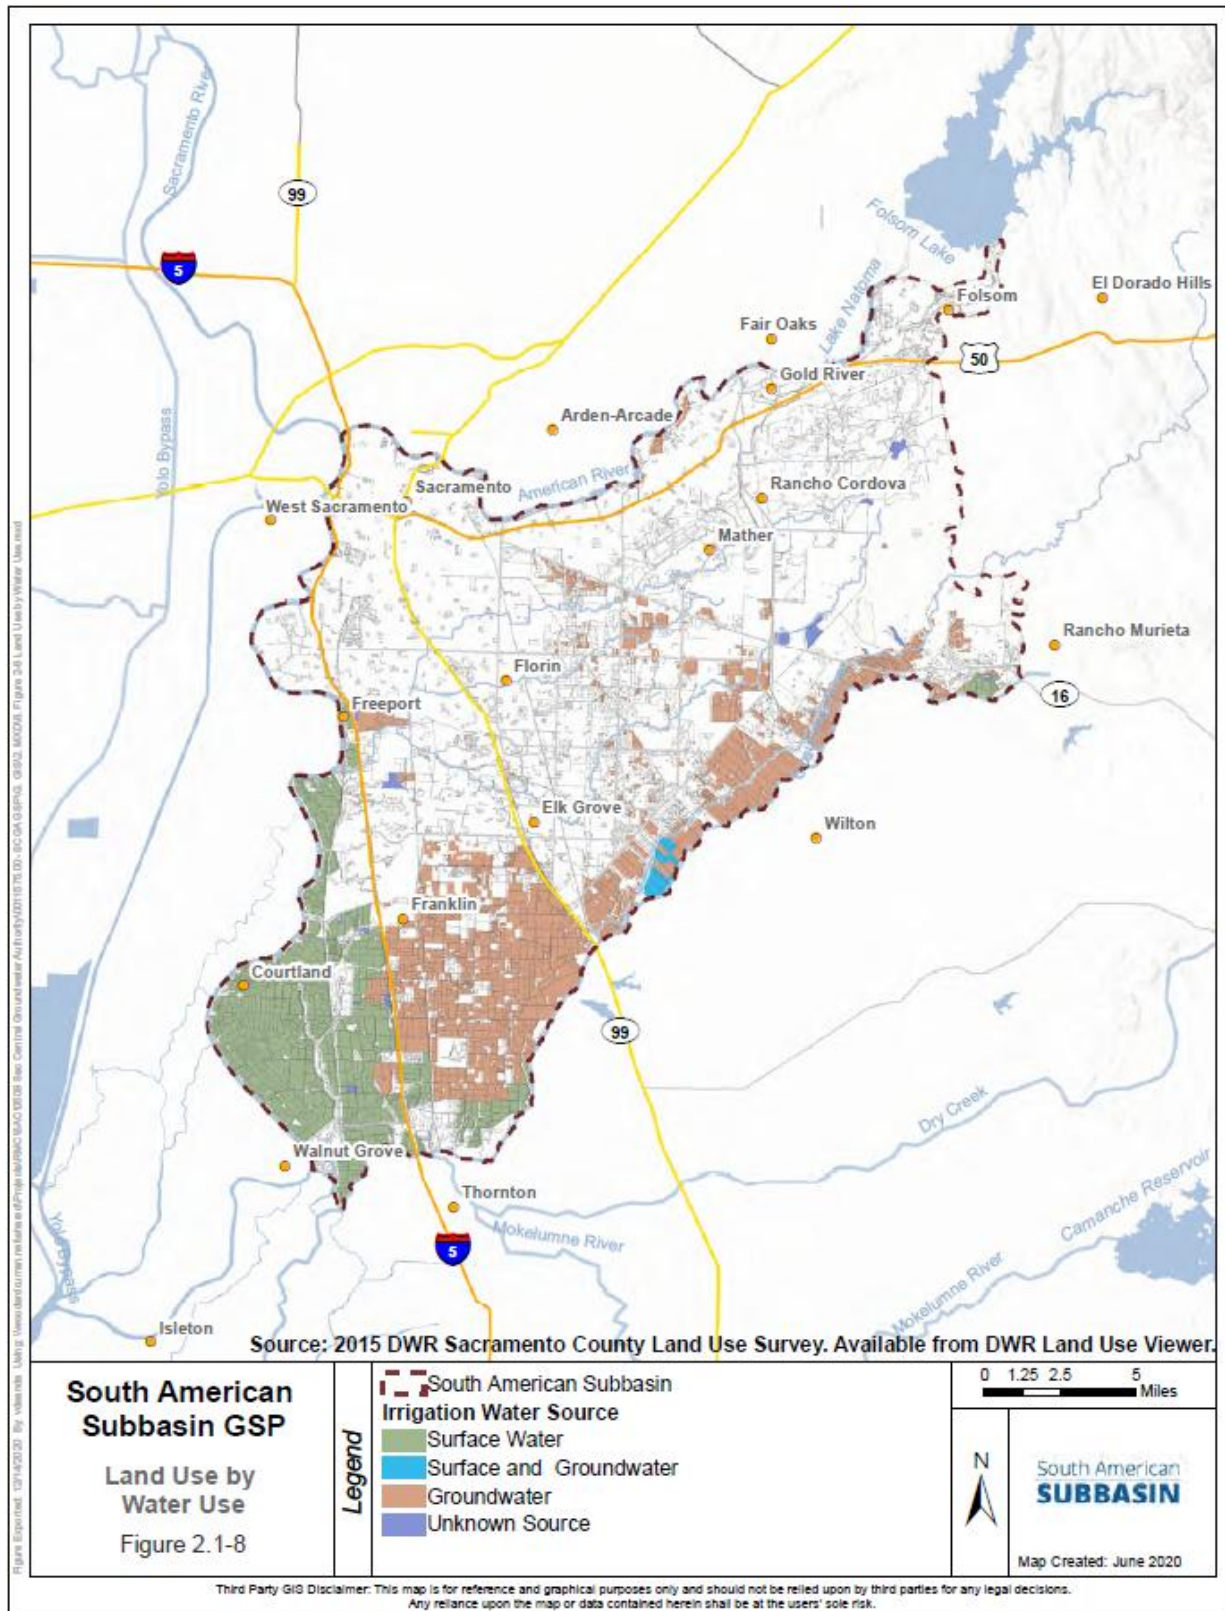 Sacramento River
99
5
Folsom Lake
Lake Natoma
Folsom
El Dorado Hills
Fair Oaks
50
Gold River
Arden-Arcade
Yolo Bypass
American River
Sacramento
Rancho Cordova
West Sacramento
Mather
Rancho Murieta
Florin
16
Freeport
Elk Grove
Wilton
Franklin
Courtland
99
Dry Creek
Walnut Grove
Camanche Reservoir
Thornton
Mokelumne River
5
Yolo Bypass
Mokelumne River
Isleton
Source: 2015 DWR Sacramento County Land Use Survey. Available from DWR Land Use Viewer.
South American
Subbasin GSP
Land Use by
Water Use
Figure 2.1-8
Legend
South American Subbasin
Irrigation Water Source
Surface Water
Surface and Groundwater
Groundwater
Unknown Source
0 1.25 2.5 5
Miles
N
South American
SUBBASIN
Map Created: June 2020
Third Party GIS Disclaimer: This map is for reference and graphical purposes only and should not be relied upon by third parties for any legal decisions.
Any reliance upon the map or data contained herein shall be at the users' sole risk.
Figure Exported: 12/14/2020